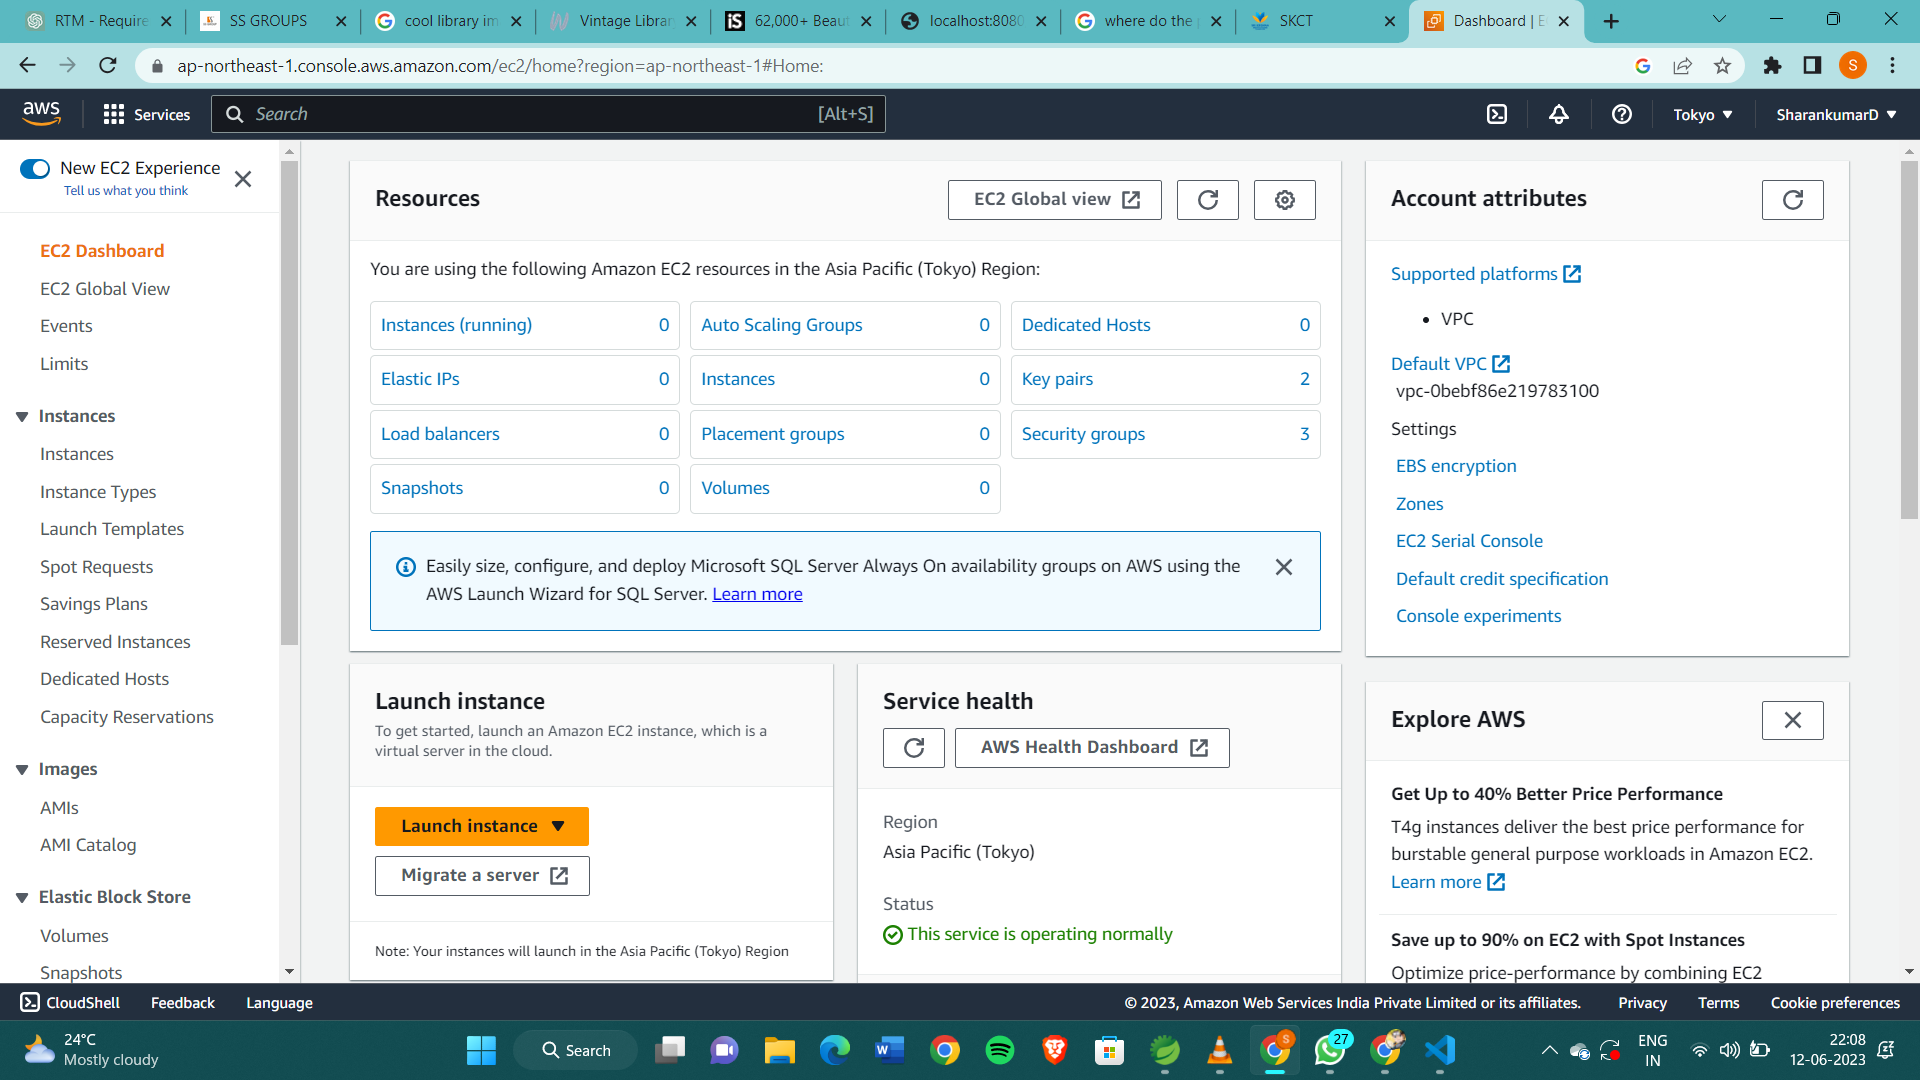 RTM - Require
SS GROUPS
cool library im
Vintage Librar
62,000+ Beaut
localhost:8080
where do the p
SKCT
Dashboard | E
ap-northeast-1.console.aws.amazon.com/ec2/home?region=ap-northeast-1#Home:
S
aws
Services
Search
[Alt+S]
Tokyo
SharankumarD
New EC2 Experience
Tell us what you think
EC2 Dashboard
EC2 Global View
Events
Limits
Instances
Instances
Instance Types
Launch Templates
Spot Requests
Savings Plans
Reserved Instances
Dedicated Hosts
Capacity Reservations
Images
AMIs
AMI Catalog
Elastic Block Store
Volumes
Snapshots
Resources
EC2 Global view
You are using the following Amazon EC2 resources in the Asia Pacific (Tokyo) Region:
Instances (running) 0
Auto Scaling Groups 0
Dedicated Hosts 0
Elastic IPs 0
Instances 0
Key pairs 2
Load balancers 0
Placement groups 0
Security groups 3
Snapshots 0
Volumes 0
Easily size, configure, and deploy Microsoft SQL Server Always On availability groups on AWS using the
AWS Launch Wizard for SQL Server. Learn more
Launch instance
To get started, launch an Amazon EC2 instance, which is a
virtual server in the cloud.
Launch instance
Migrate a server
Note: Your instances will launch in the Asia Pacific (Tokyo) Region
Service health
AWS Health Dashboard
Region
Asia Pacific (Tokyo)
Status
This service is operating normally
Account attributes
Supported platforms
VPC
Default VPC
vpc-0bebf86e219783100
Settings
EBS encryption
Zones
EC2 Serial Console
Default credit specification
Console experiments
Explore AWS
Get Up to 40% Better Price Performance
T4g instances deliver the best price performance for
burstable general purpose workloads in Amazon EC2.
Learn more
Save up to 90% on EC2 with Spot Instances
Optimize price-performance by combining EC2
CloudShell
Feedback
Language
© 2023, Amazon Web Services India Private Limited or its affiliates.
Privacy
Terms
Cookie preferences
24°C
Mostly cloudy
Search
S
27
ENG
IN
22:08
12-06-2023